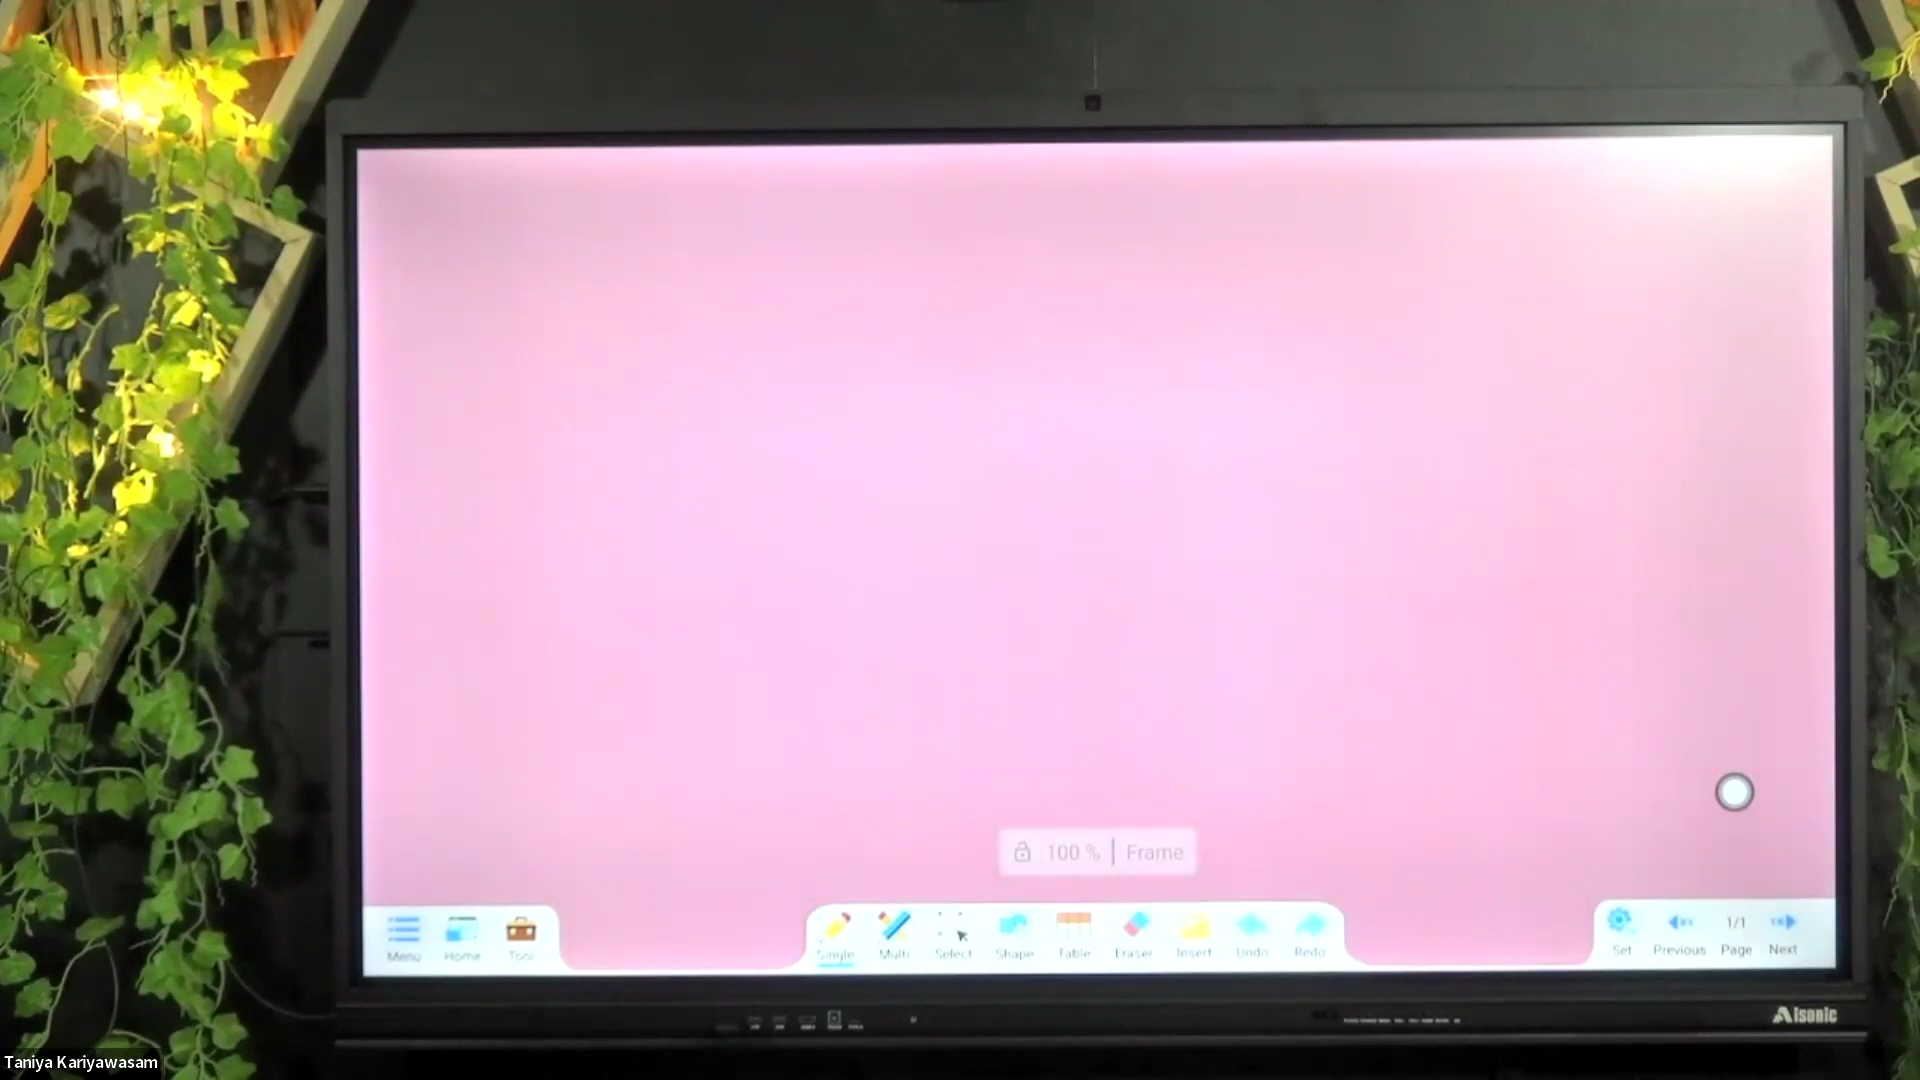 100 % | Frame
Menu Home Tool
Single Multi Select Shape Table Eraser Insert Undo Redo
1/1
Set Previous Page Next
Alsonic
Taniya Kariyawasam